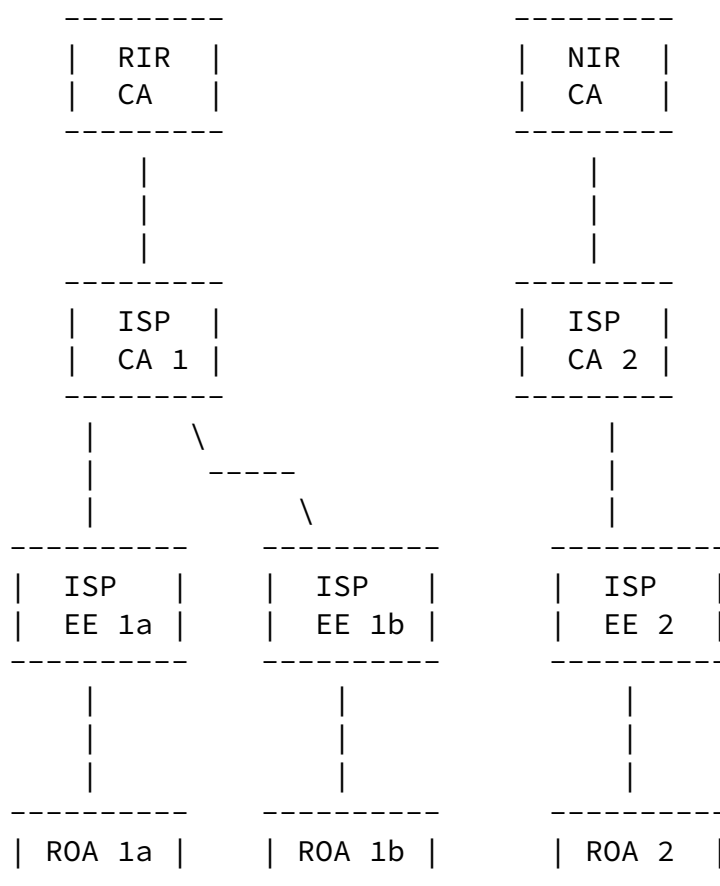 RIR NIR
CA CA
ISP ISP
CA 1 CA 2
ISP ISP ISP
EE 1a EE 1b EE 2
ROA 1a ROA 1b ROA 2